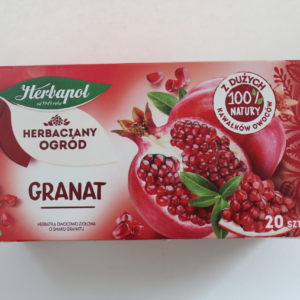 Herbapol
od 1949 roku
HERBACIANY
OGRÓD
GRANAT
HERBATKA OWOCOWO-ZIOŁOWA
O SMAKU GRANATU
Z DUŻYCH
100%
NATURY
KAWAŁKÓW OWOCÓW
20 SZT